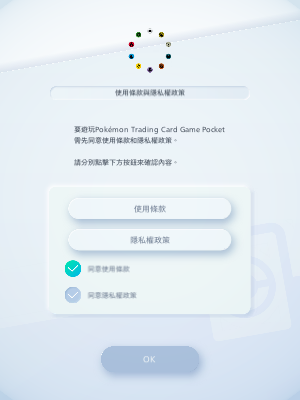 使用條款與隱私權政策
要遊玩Pokémon Trading Card Game Pocket
需先同意使用條款和隱私權政策。
請分別點擊下方按鈕來確認內容。
使用條款
隱私權政策
同意使用條款
同意隱私權政策
OK